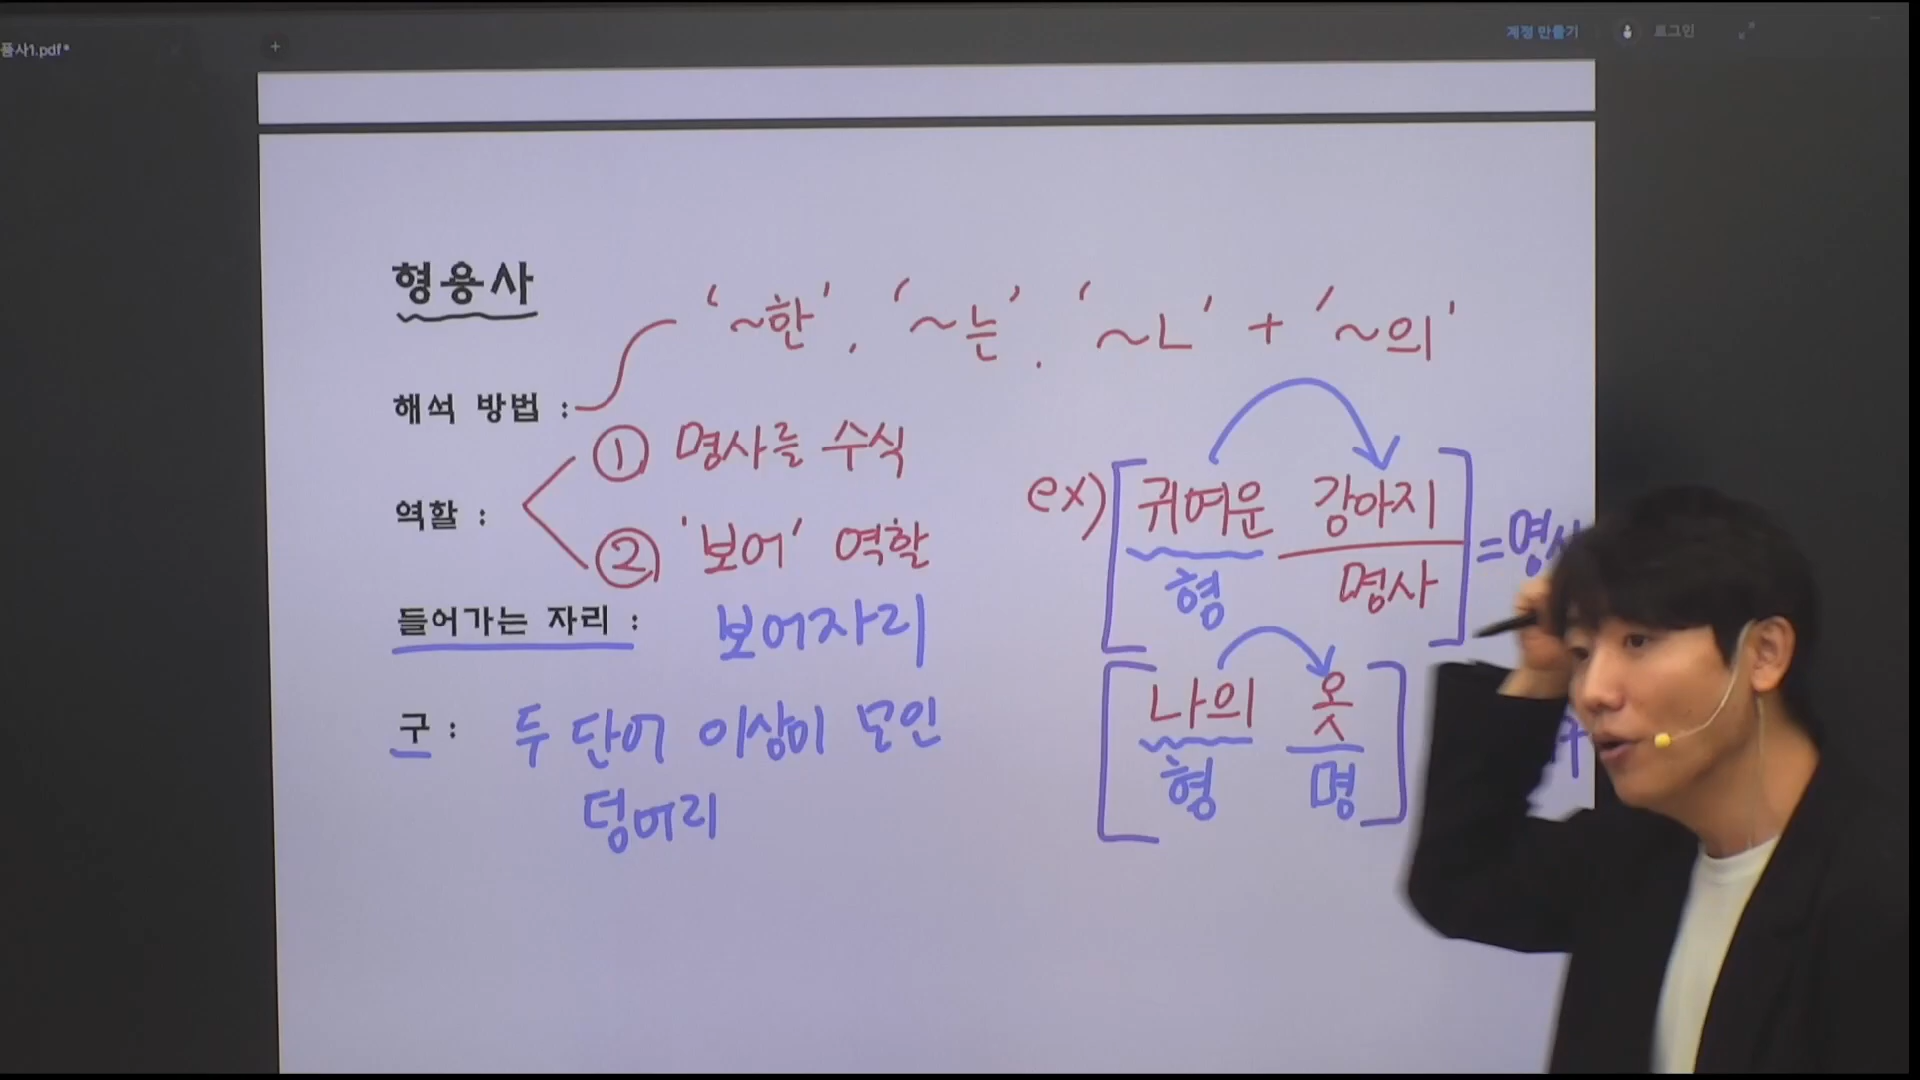 품사1.pdf*
+
계정 만들기
로그인
형용사
'~한', '~는', '~ㄴ' + '~의'
해석 방법 :
역할 :
① 명사를 수식
② '보어' 역할
들어가는 자리 : 보어자리
구 : 두 단어 이상이 모인
덩어리
ex) [귀여운 강아지] =
형 명사
[나의 옷]
형 명